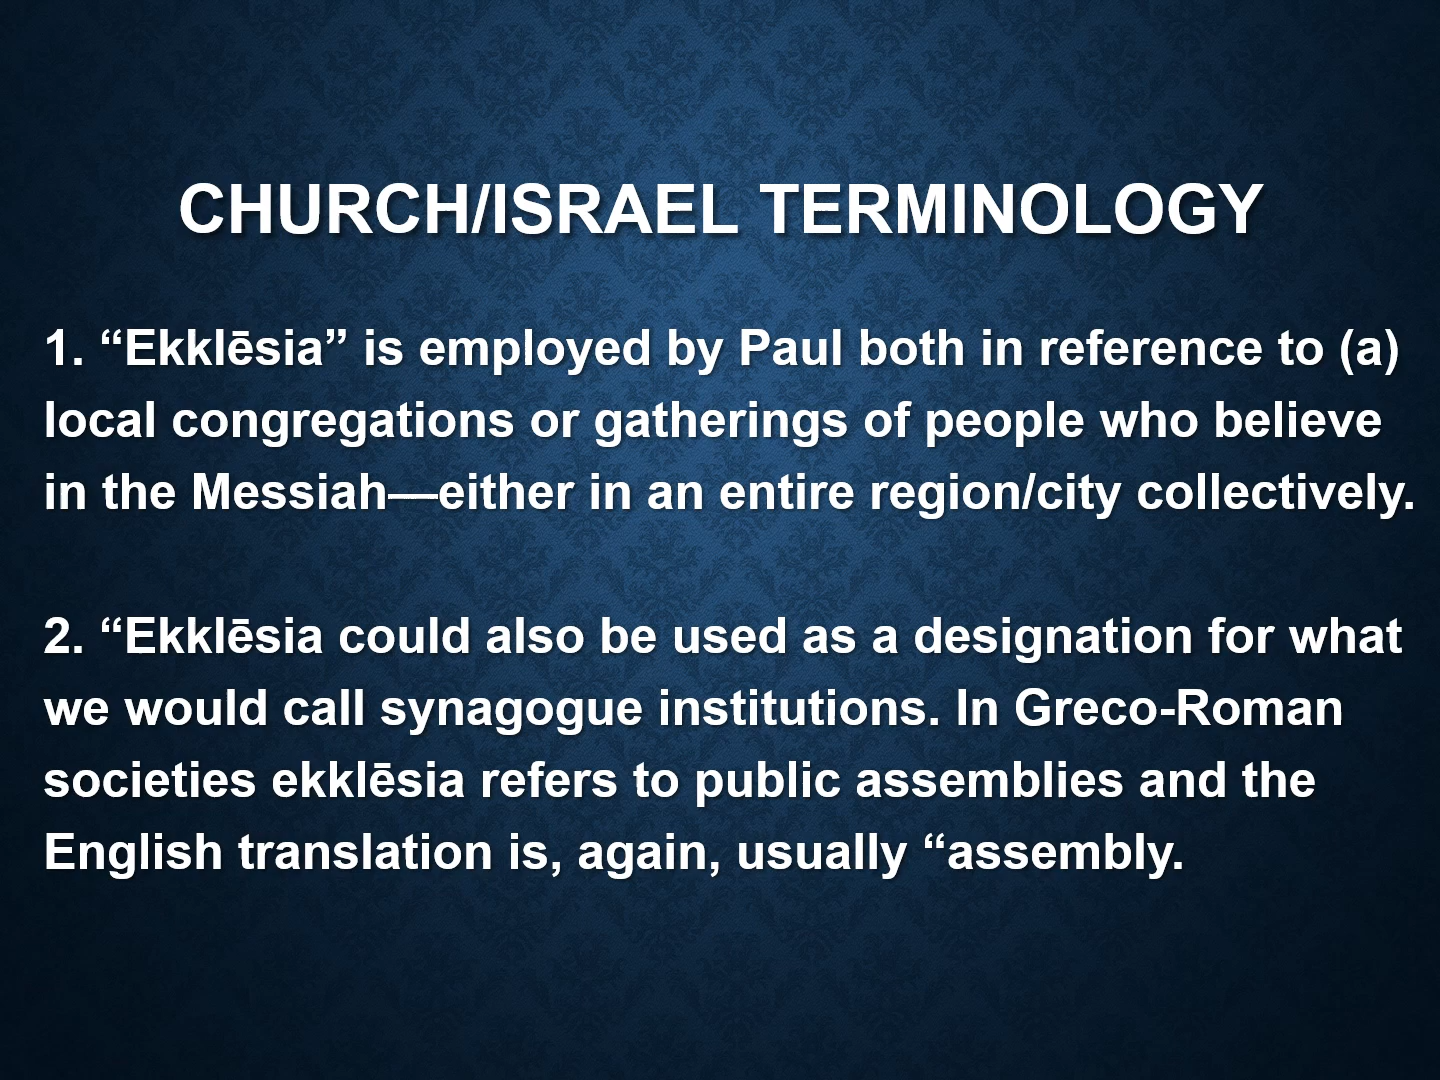 CHURCH/ISRAEL TERMINOLOGY
1. “Ekklēsia” is employed by Paul both in reference to (a)
local congregations or gatherings of people who believe
in the Messiah—either in an entire region/city collectively.
2. “Ekklēsia could also be used as a designation for what
we would call synagogue institutions. In Greco-Roman
societies ekklēsia refers to public assemblies and the
English translation is, again, usually “assembly.